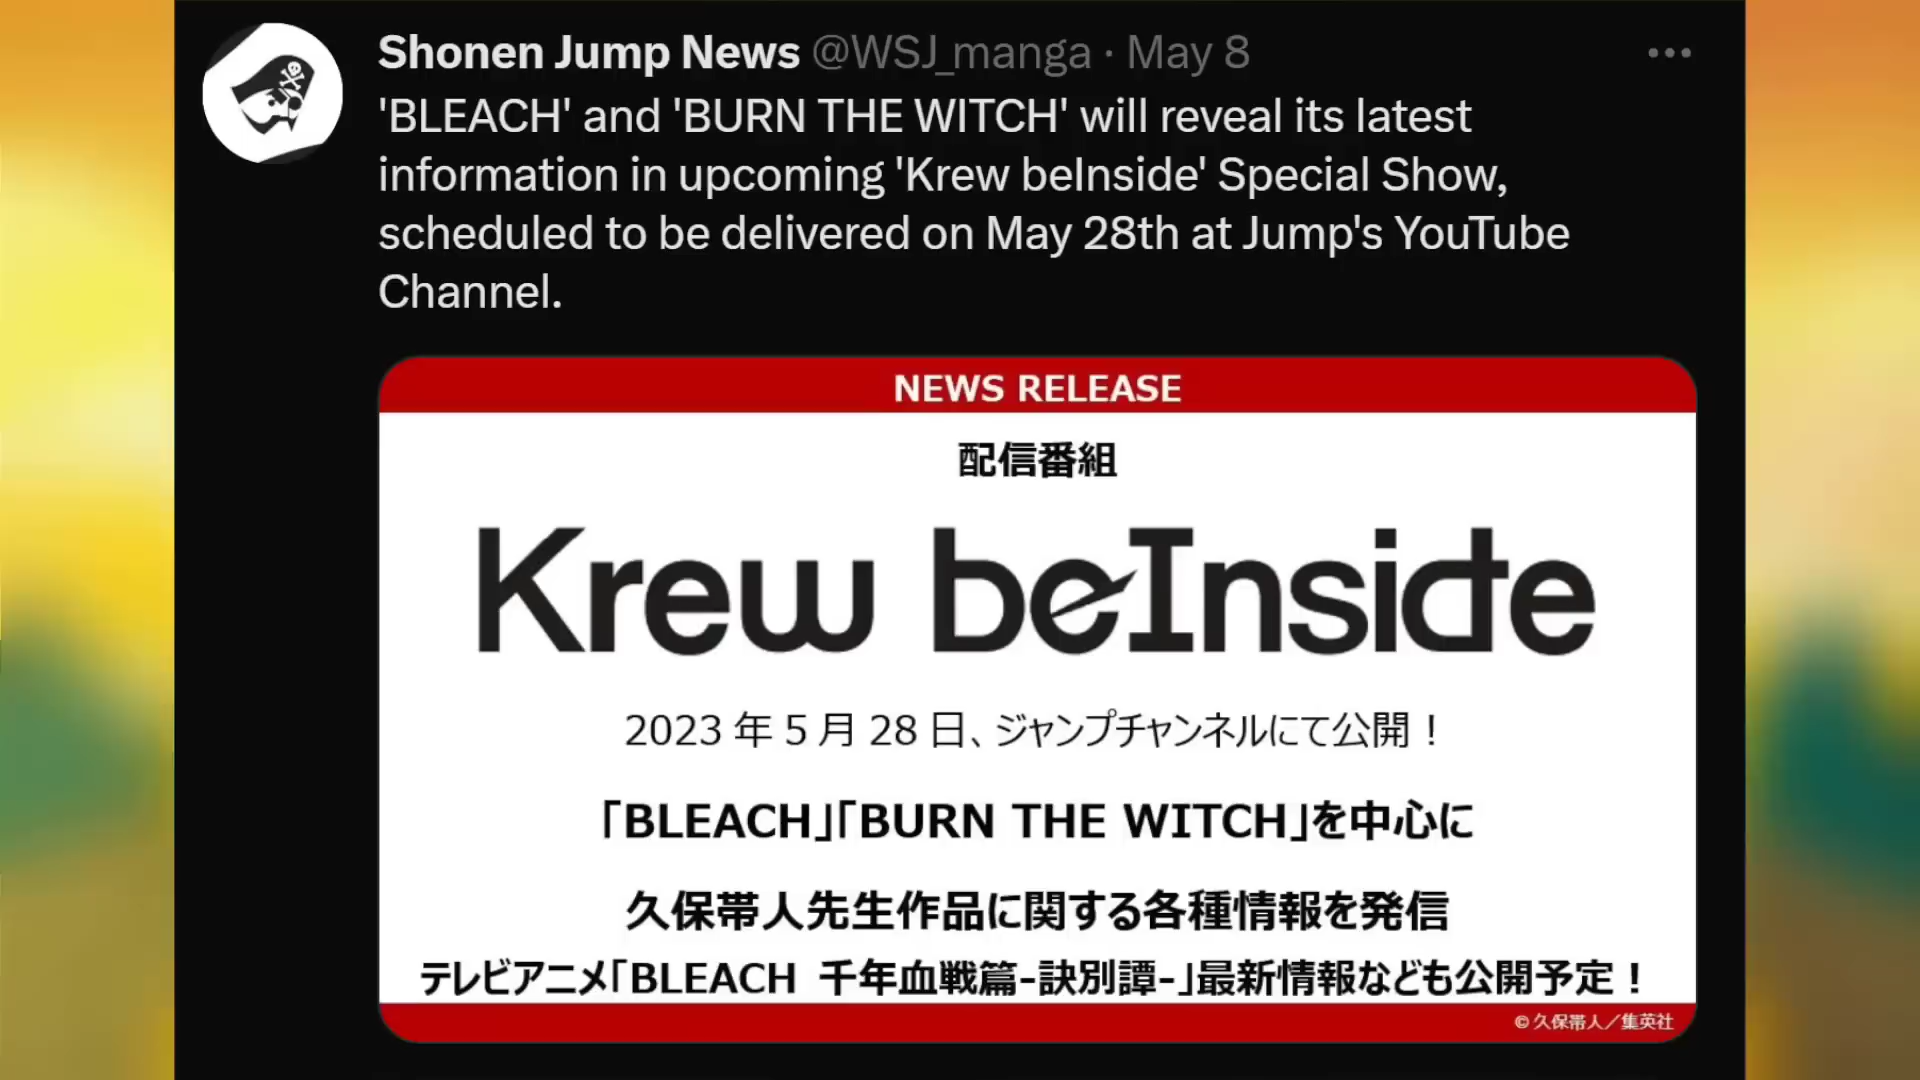 Shonen Jump News @WSJ_manga · May 8
'BLEACH' and 'BURN THE WITCH' will reveal its latest
information in upcoming 'Krew beInside' Special Show,
scheduled to be delivered on May 28th at Jump's YouTube
Channel.
NEWS RELEASE
配信番組
Krew beInside
2023年5月28日、ジャンプチャンネルにて公開！
「BLEACH」「BURN THE WITCH」を中心に
久保帯人先生作品に関する各種情報を発信
テレビアニメ「BLEACH 千年血戦篇-訣別譚-」最新情報なども公開予定！
©久保帯人／集英社